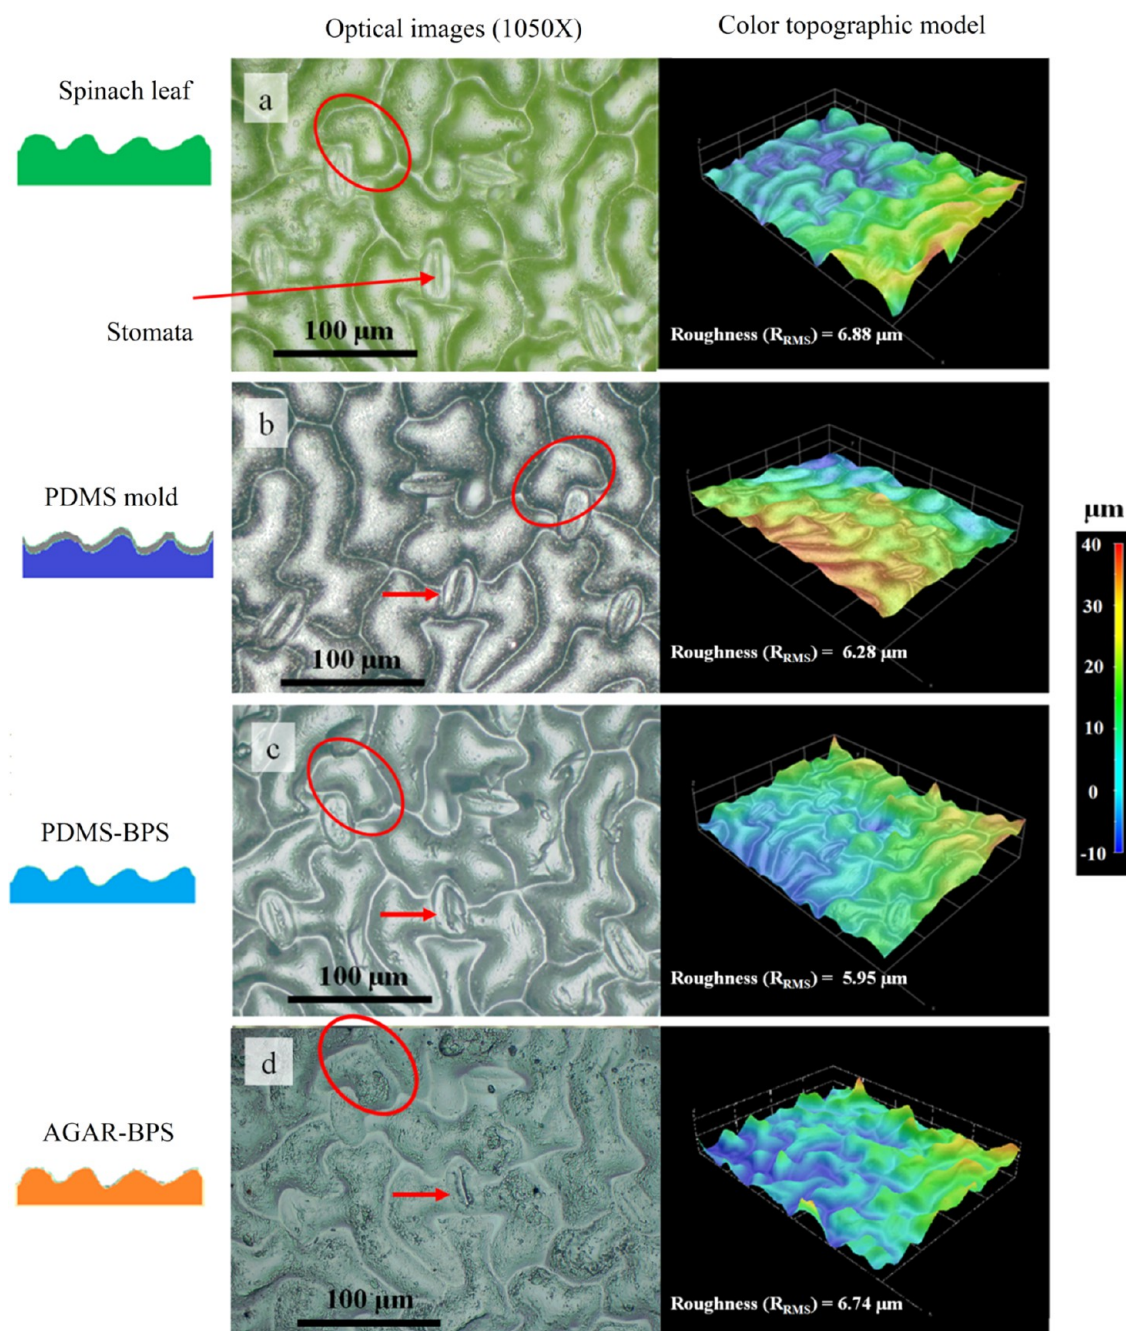 Optical images (1050X)
Color topographic model
Spinach leaf
a
Stomata
100 μm
Roughness (RRMS) = 6.88 μm
b
PDMS mold
100 μm
Roughness (RRMS) = 6.28 μm
μm
40
30
20
10
0
-10
c
PDMS-BPS
100 μm
Roughness (RRMS) = 5.95 μm
d
AGAR-BPS
100 μm
Roughness (RRMS) = 6.74 μm